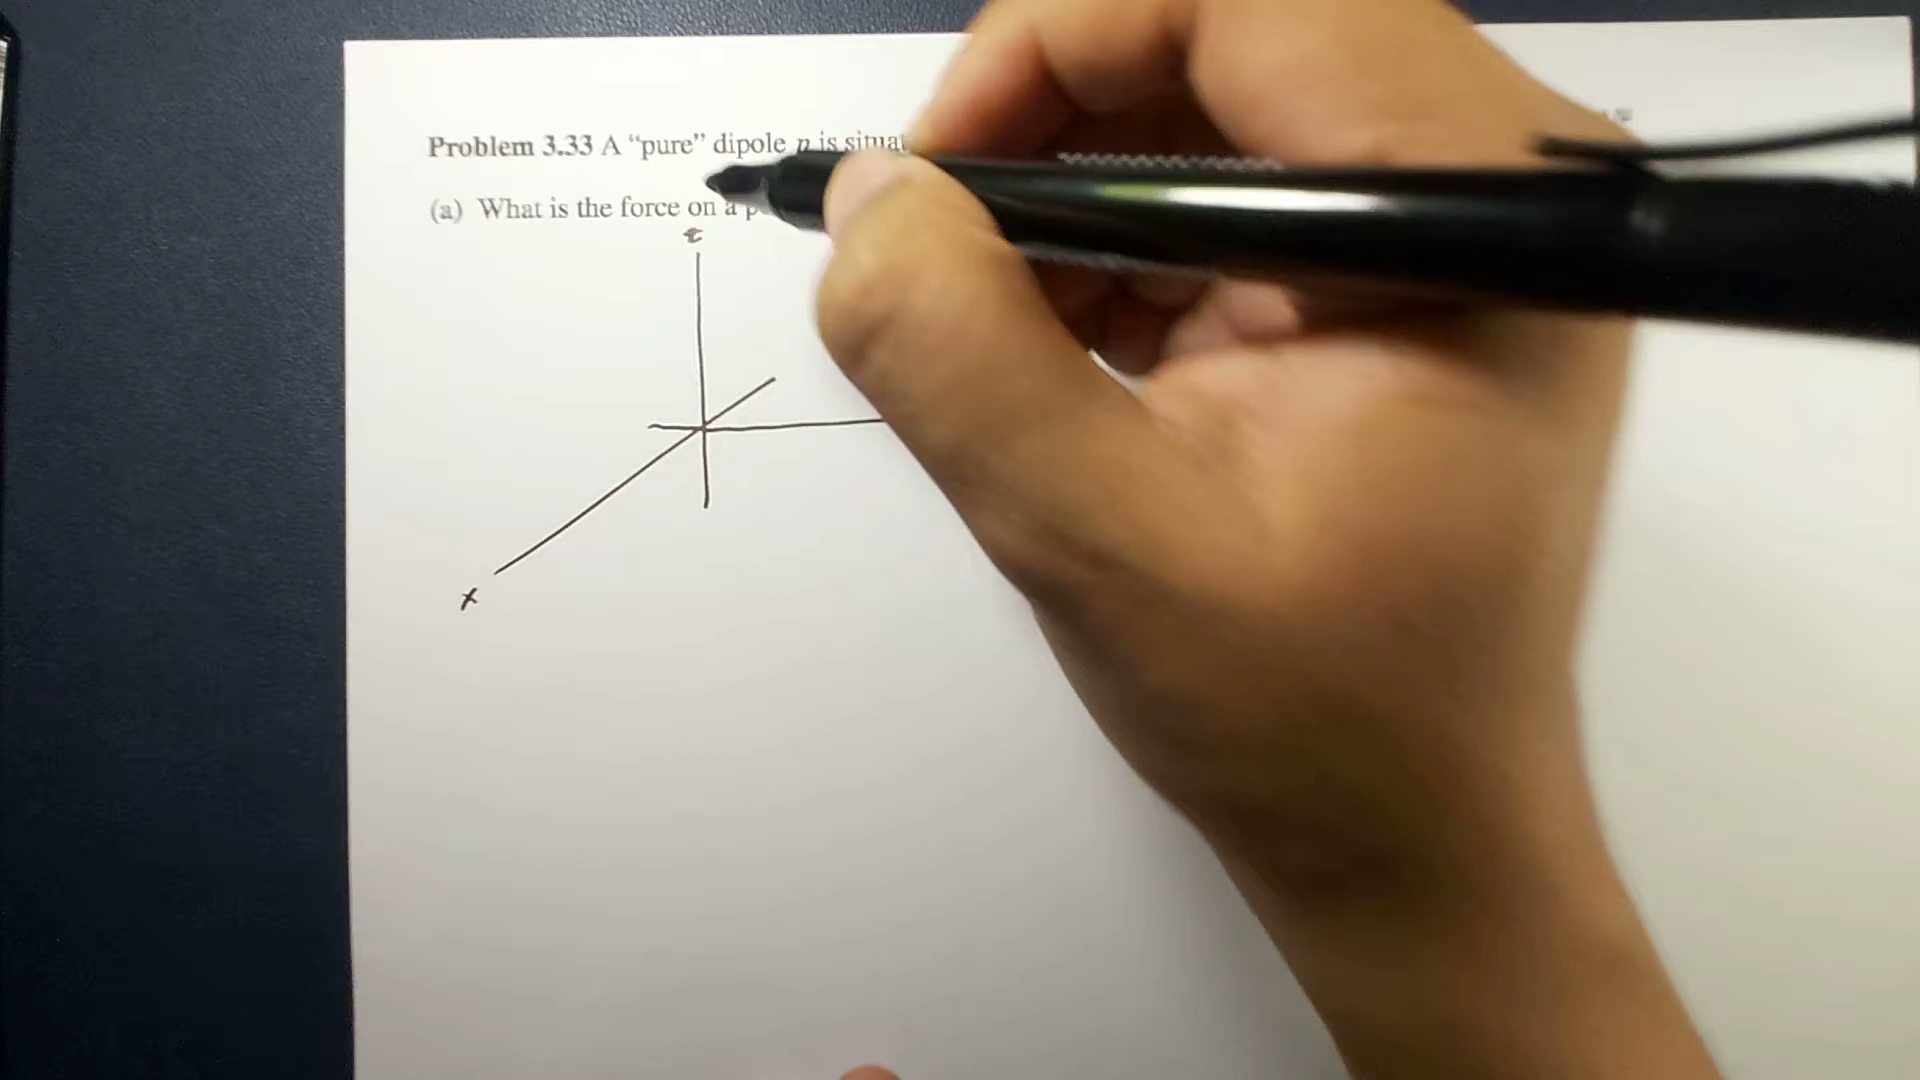 Problem 3.33 A “pure” dipole p is situat
(a) What is the force on a p
z
x